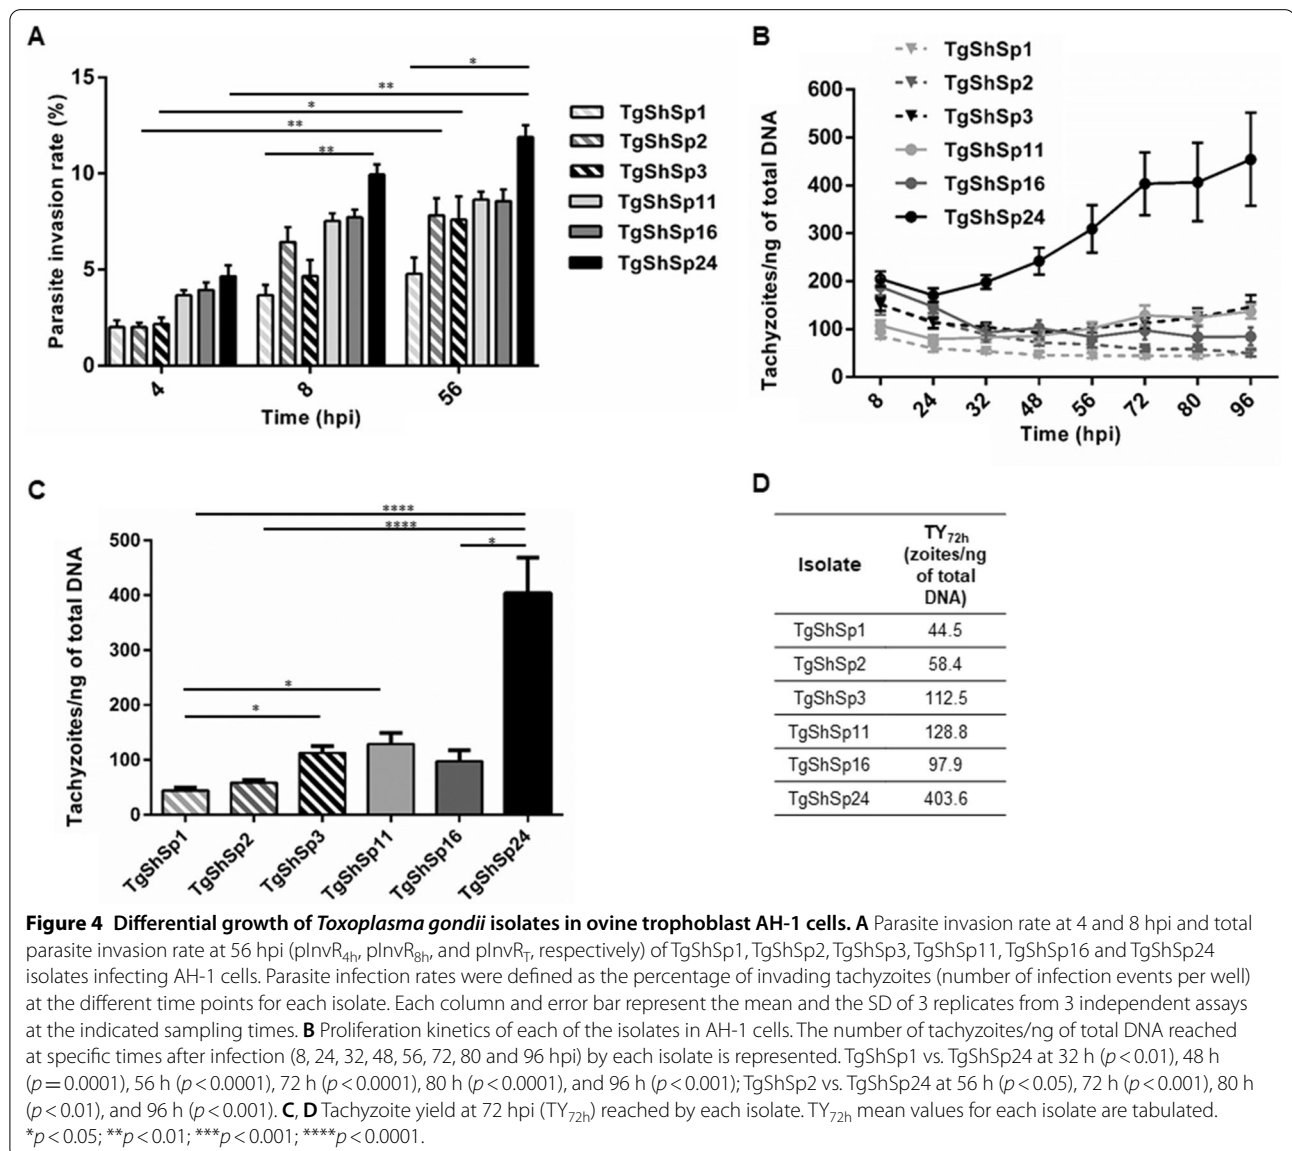 A
*
**
*
**
**
15
10
5
0
Parasite invasion rate (%)
4
8
56
Time (hpi)
TgShSp1
TgShSp2
TgShSp3
TgShSp11
TgShSp16
TgShSp24
B
TgShSp1
TgShSp2
TgShSp3
TgShSp11
TgShSp16
TgShSp24
600
500
400
300
200
100
0
Tachyzoites/ng of total DNA
8
24
32
48
56
72
80
96
Time (hpi)
C
****
****
*
*
*
500
400
300
200
100
0
Tachyzoites/ng of total DNA
TgShSp1
TgShSp2
TgShSp3
TgShSp11
TgShSp16
TgShSp24
D
Isolate
TY72h
(zoites/ng
of total
DNA)
TgShSp1 44.5
TgShSp2 58.4
TgShSp3 112.5
TgShSp11 128.8
TgShSp16 97.9
TgShSp24 403.6
Figure 4 Differential growth of Toxoplasma gondii isolates in ovine trophoblast AH-1 cells. A Parasite invasion rate at 4 and 8 hpi and total
parasite invasion rate at 56 hpi (pInvR4h, pInvR8h, and pInvRT, respectively) of TgShSp1, TgShSp2, TgShSp3, TgShSp11, TgShSp16 and TgShSp24
isolates infecting AH-1 cells. Parasite infection rates were defined as the percentage of invading tachyzoites (number of infection events per well)
at the different time points for each isolate. Each column and error bar represent the mean and the SD of 3 replicates from 3 independent assays
at the indicated sampling times. B Proliferation kinetics of each of the isolates in AH-1 cells. The number of tachyzoites/ng of total DNA reached
at specific times after infection (8, 24, 32, 48, 56, 72, 80 and 96 hpi) by each isolate is represented. TgShSp1 vs. TgShSp24 at 32 h (p < 0.01), 48 h
(p = 0.0001), 56 h (p < 0.0001), 72 h (p < 0.0001), 80 h (p < 0.0001), and 96 h (p < 0.001); TgShSp2 vs. TgShSp24 at 56 h (p < 0.05), 72 h (p < 0.001), 80 h
(p < 0.01), and 96 h (p < 0.001). C, D Tachyzoite yield at 72 hpi (TY72h) reached by each isolate. TY72h mean values for each isolate are tabulated.
*p < 0.05; **p < 0.01; ***p < 0.001; ****p < 0.0001.